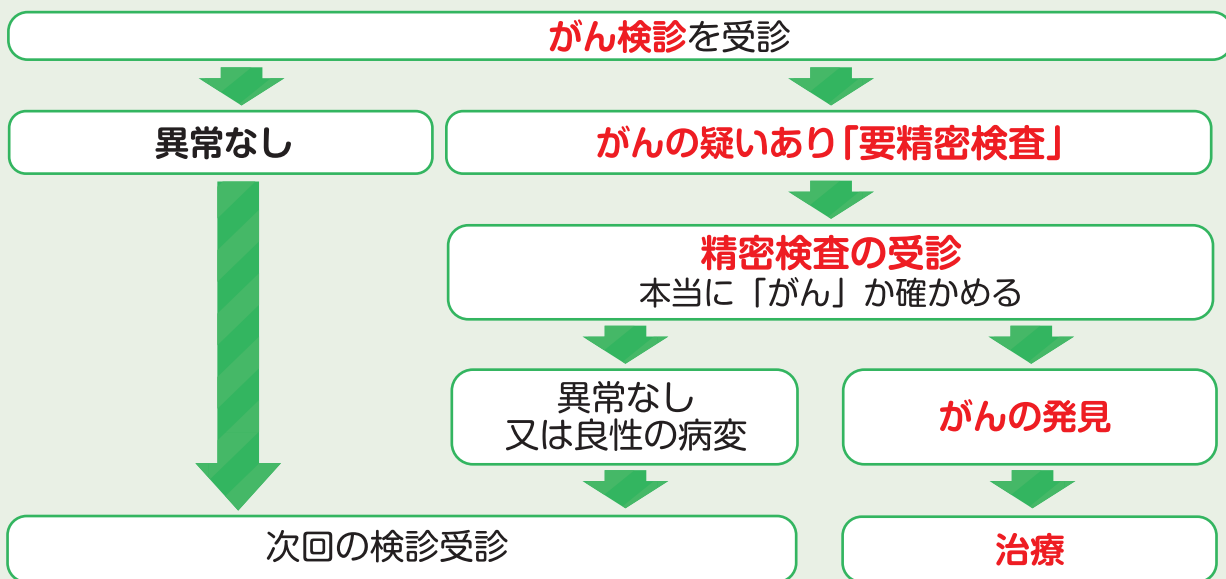 がん検診を受診
異常なし
がんの疑いあり「要精密検査」
精密検査の受診
本当に「がん」か確かめる
異常なし
又は良性の病変
がんの発見
次回の検診受診
治療